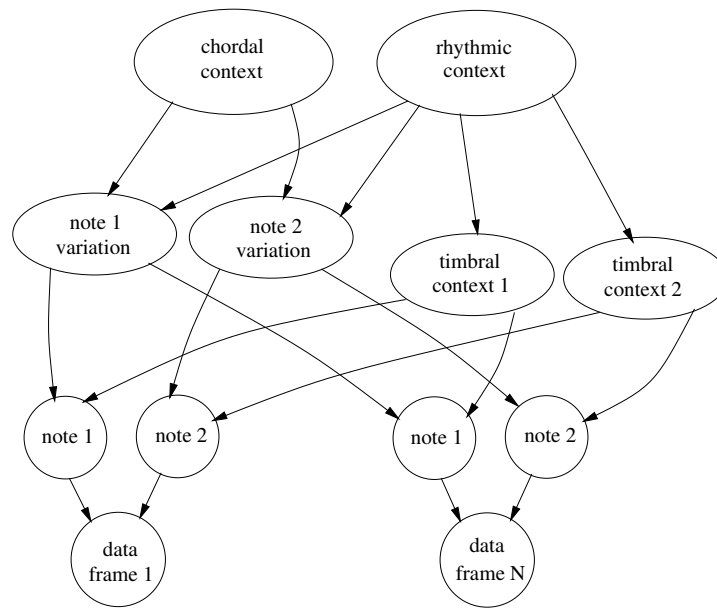 chordal
context
rhythmic
context
note 1
variation
note 2
variation
timbral
context 1
timbral
context 2
note 1
note 2
note 1
note 2
data
frame 1
data
frame N